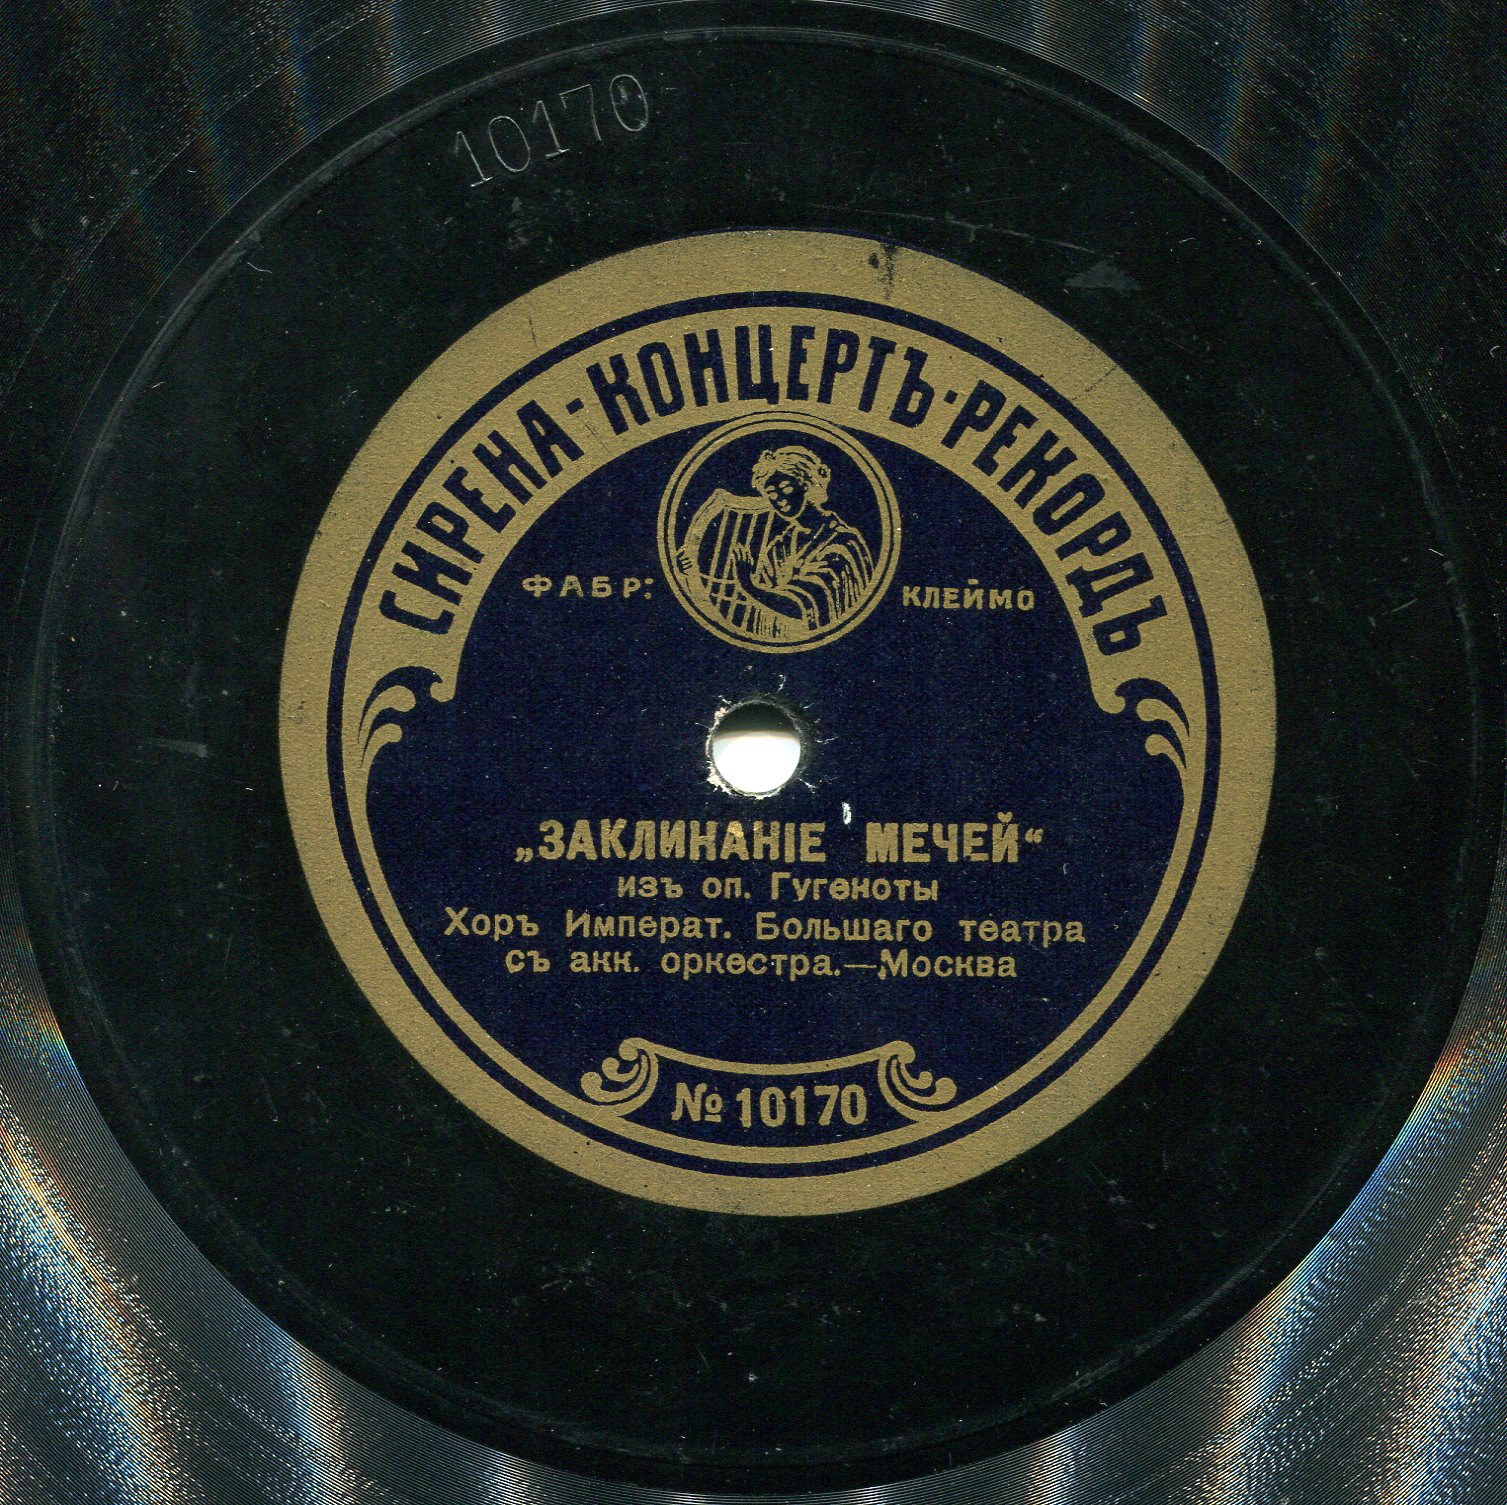 10170
СИРЕНА-КОНЦЕРТЪ-РЕКОРДЪ
ФАБР: КЛЕЙМО
„ЗАКЛИНАНІЕ МЕЧЕЙ“
изъ оп. Гугеноты
Хоръ Императ. Большаго театра
съ акк. оркестра.—Москва
№ 10170